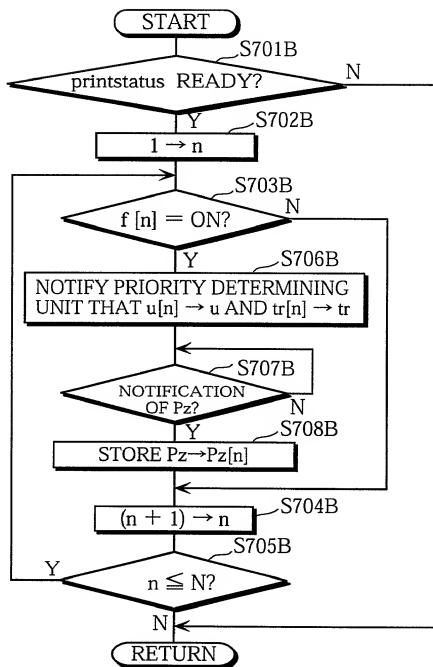 START
S701B
printstatus READY?
N
Y
S702B
1 → n
S703B
f [n] = ON?
N
Y
S706B
NOTIFY PRIORITY DETERMINING
UNIT THAT u[n] → u AND tr[n] → tr
S707B
NOTIFICATION
OF Pz?
N
Y
S708B
STORE Pz→Pz[n]
S704B
(n + 1) → n
S705B
Y
n ≦ N?
N
RETURN